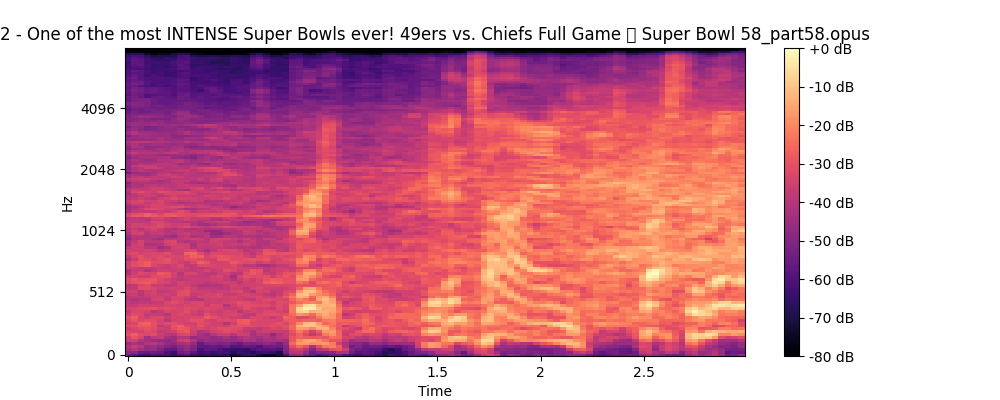 2 - One of the most INTENSE Super Bowls ever! 49ers vs. Chiefs Full Game ▯ Super Bowl 58_part58.opus
+0 dB
4096
-10 dB
-20 dB
2048
-30 dB
Hz
-40 dB
1024
-50 dB
512
-60 dB
-70 dB
0
-80 dB
0 0.5 1 1.5 2 2.5
Time